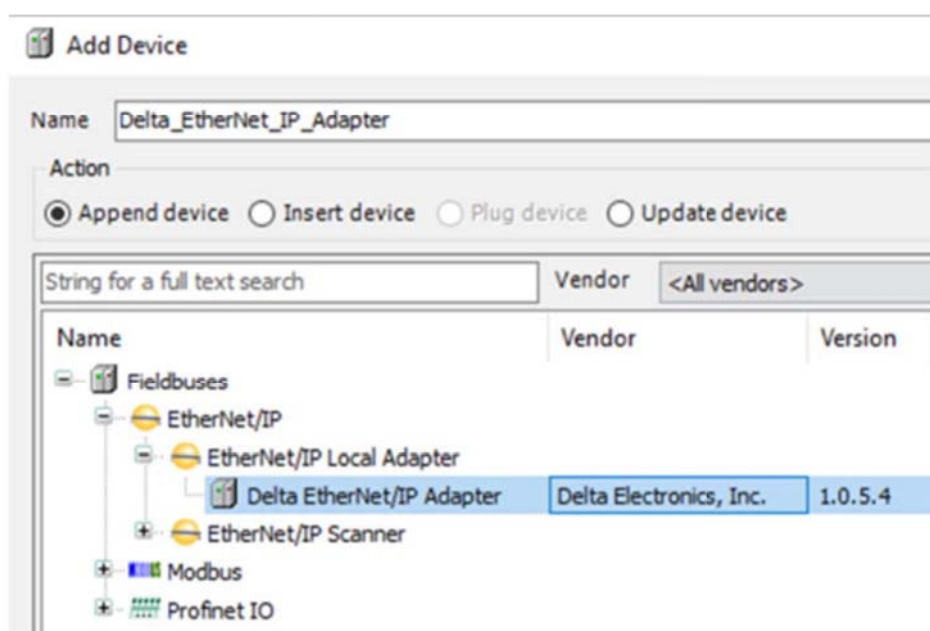 Add Device
Name Delta_EtherNet_IP_Adapter
Action
Append device Insert device Plug device Update device
String for a full text search Vendor <All vendors>
Name Vendor Version
Fieldbuses
EtherNet/IP
EtherNet/IP Local Adapter
Delta EtherNet/IP Adapter Delta Electronics, Inc. 1.0.5.4
EtherNet/IP Scanner
Modbus
Profinet IO